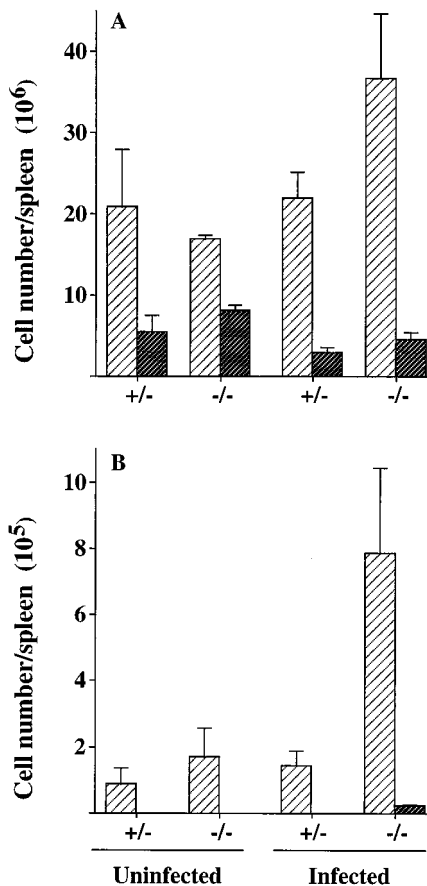 A
Cell number/spleen (10⁶)
40
30
20
10
+/-
-/-
+/-
-/-
B
Cell number/spleen (10⁵)
10
8
6
4
2
+/-
-/-
+/-
-/-
Uninfected
Infected